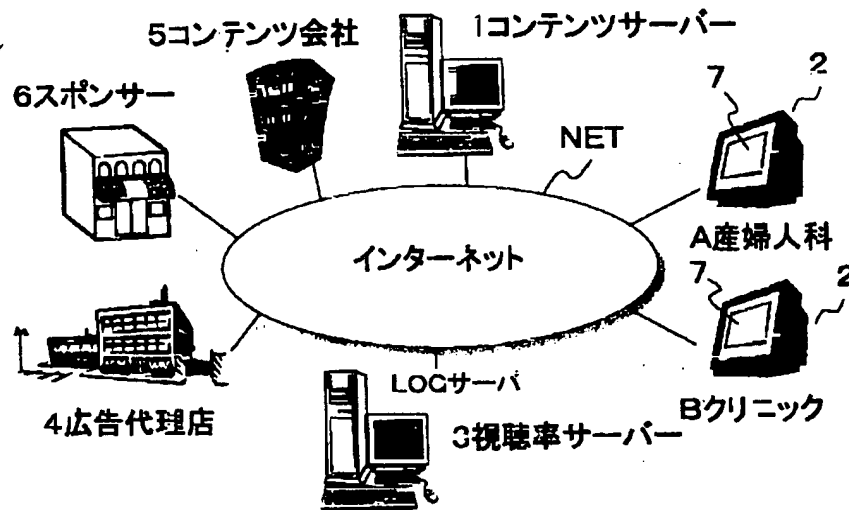 5コンテンツ会社
1コンテンツサーバー
6スポンサー
7
2
NET
A産婦人科
インターネット
7
2
LOGサーバ
Bクリニック
4広告代理店
3視聴率サーバー